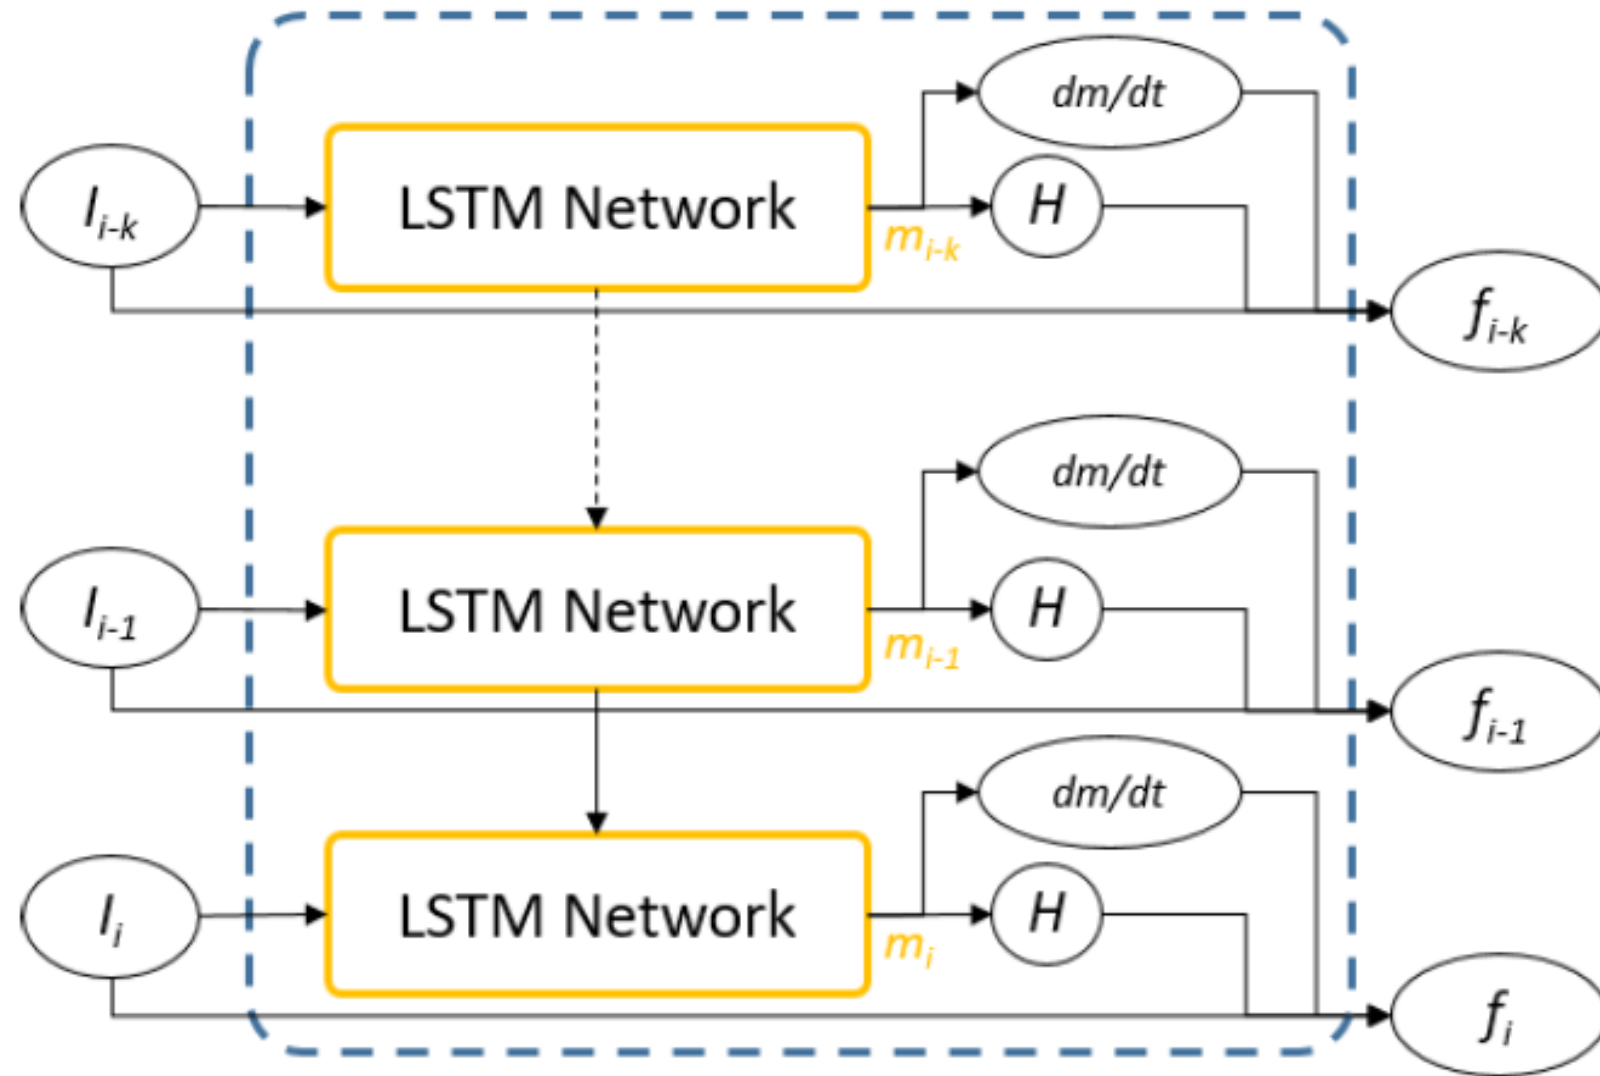 dm/dt
I_{i-k}
LSTM Network
m_{i-k}
H
f_{i-k}
dm/dt
I_{i-1}
LSTM Network
m_{i-1}
H
f_{i-1}
dm/dt
I_i
LSTM Network
m_i
H
f_i